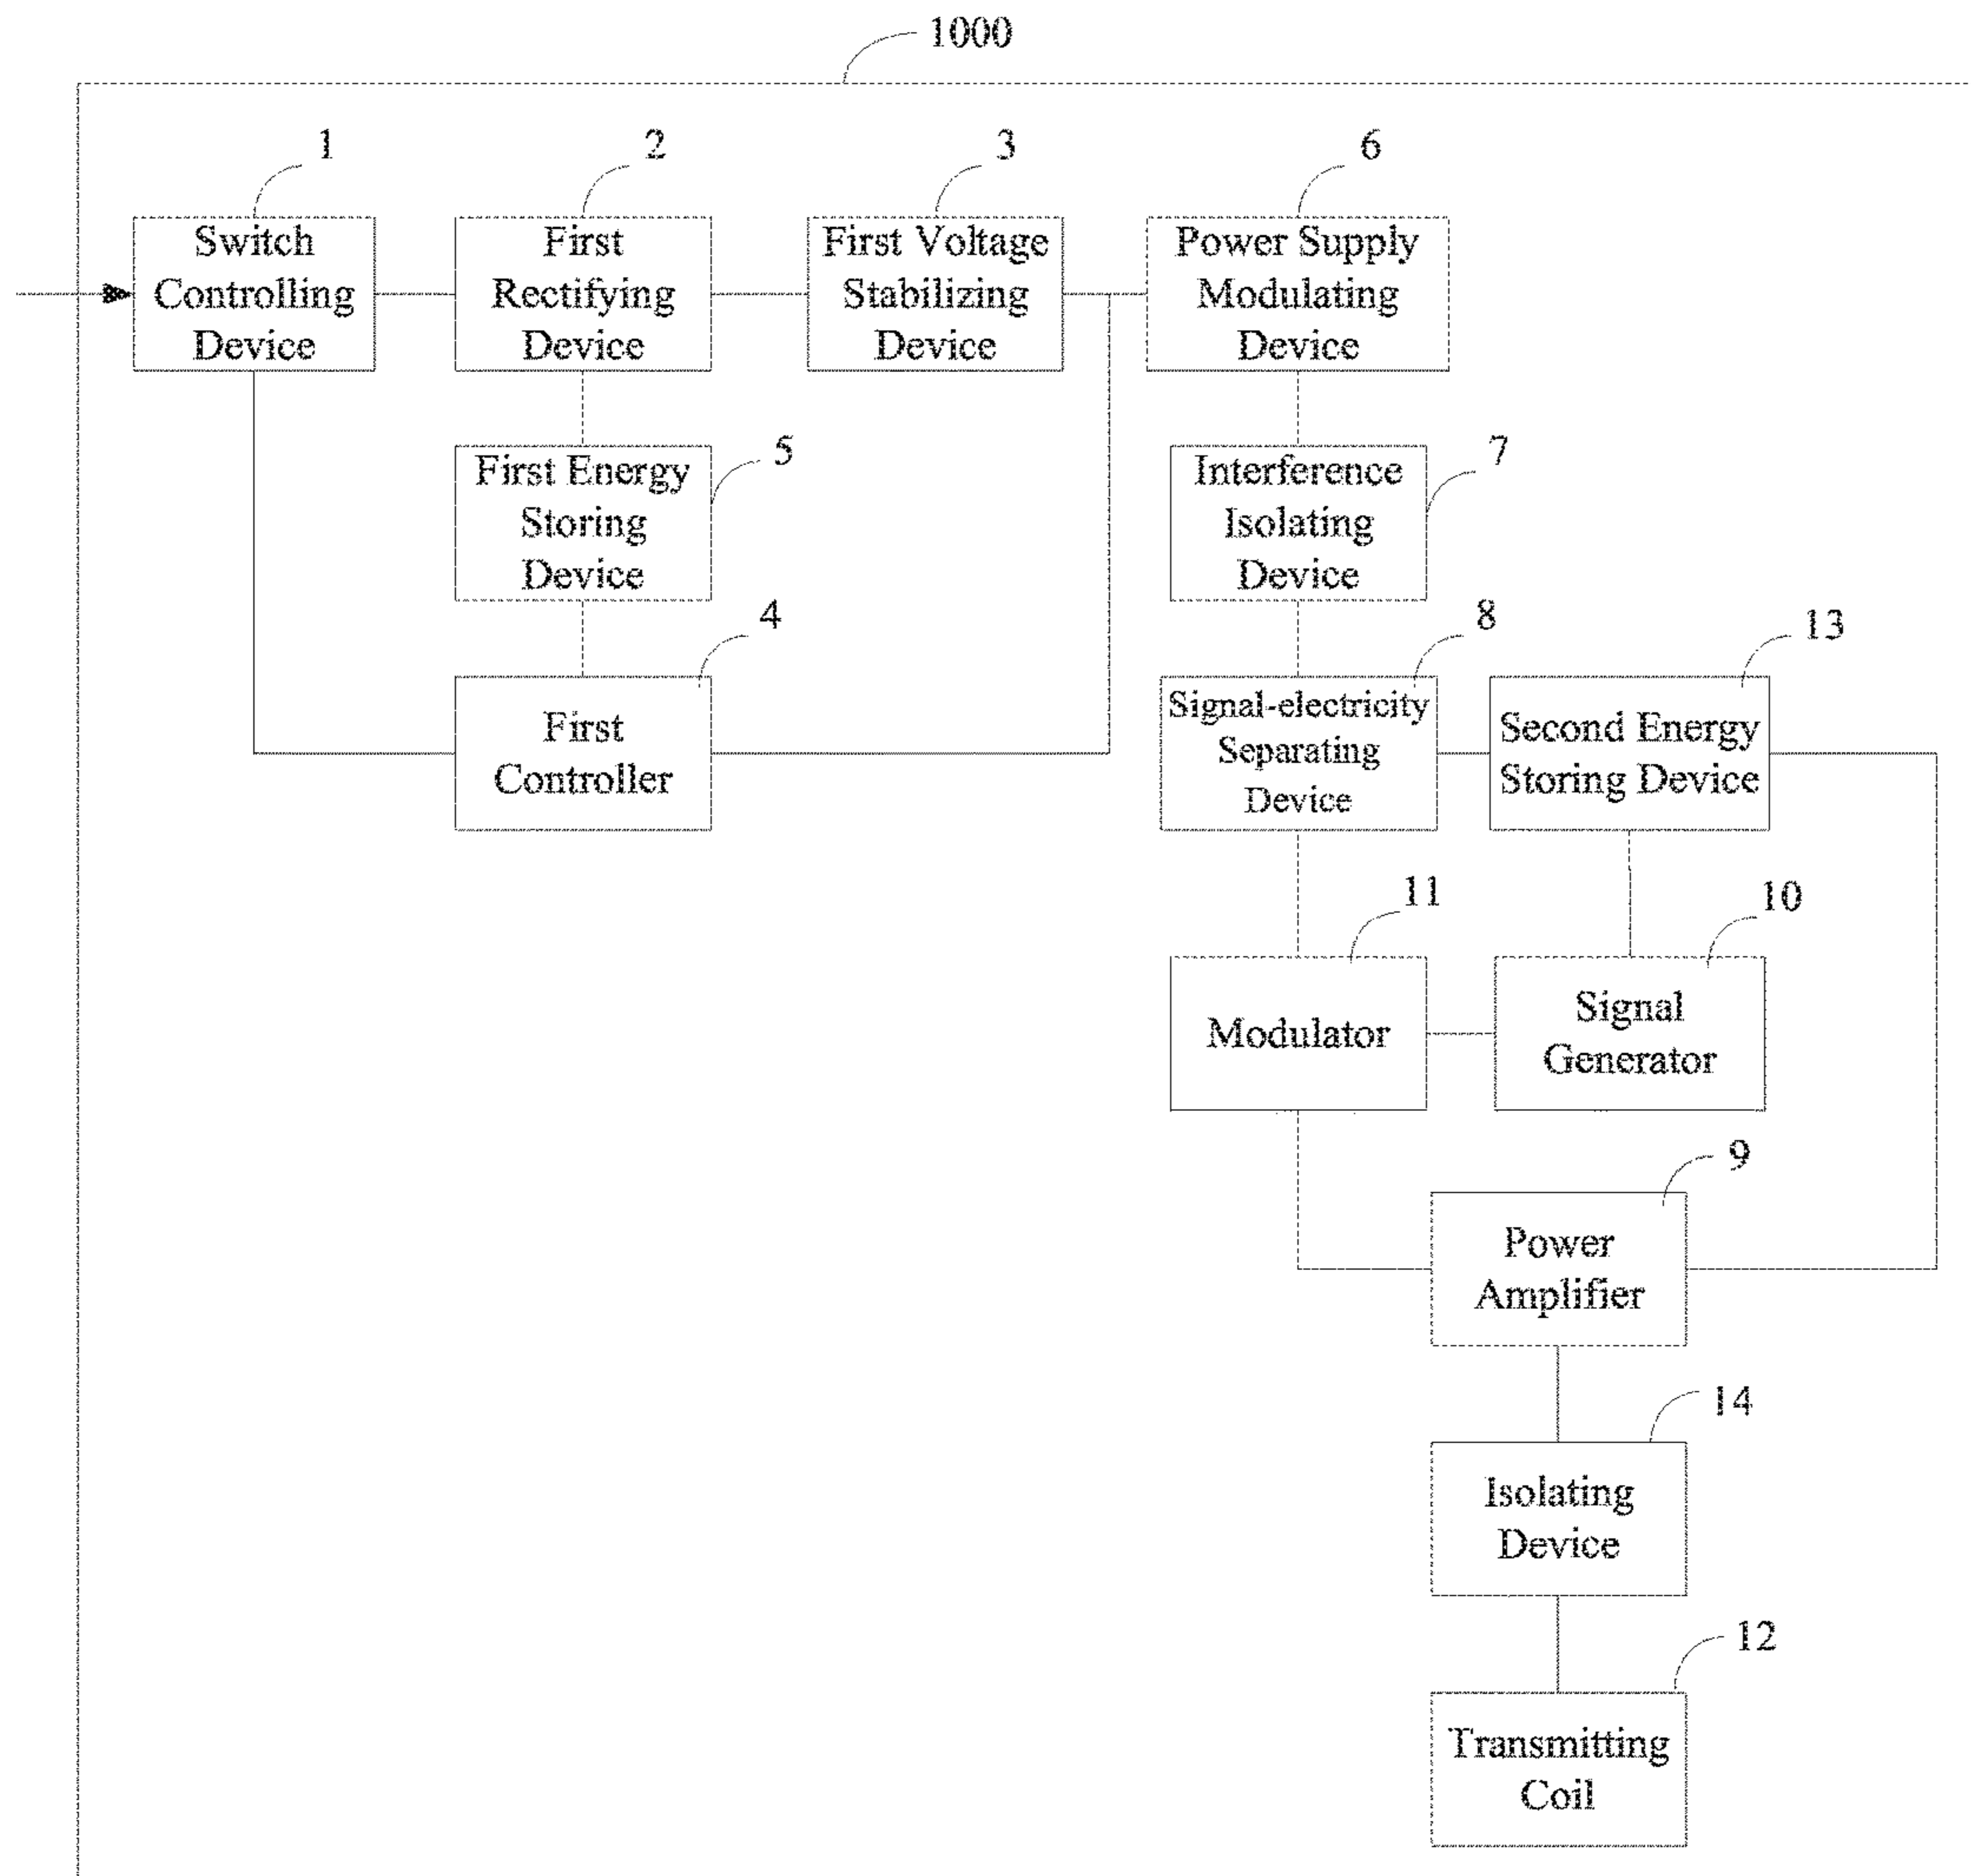 1000
1
2
3
6
Switch
Controlling
Device
First
Rectifying
Device
First Voltage
Stabilizing
Device
Power Supply
Modulating
Device
5
7
First Energy
Storing
Device
Interference
Isolating
Device
4
8
13
First
Controller
Signal-electricity
Separating
Device
Second Energy
Storing Device
11
10
Modulator
Signal
Generator
9
Power
Amplifier
14
Isolating
Device
12
Transmitting
Coil